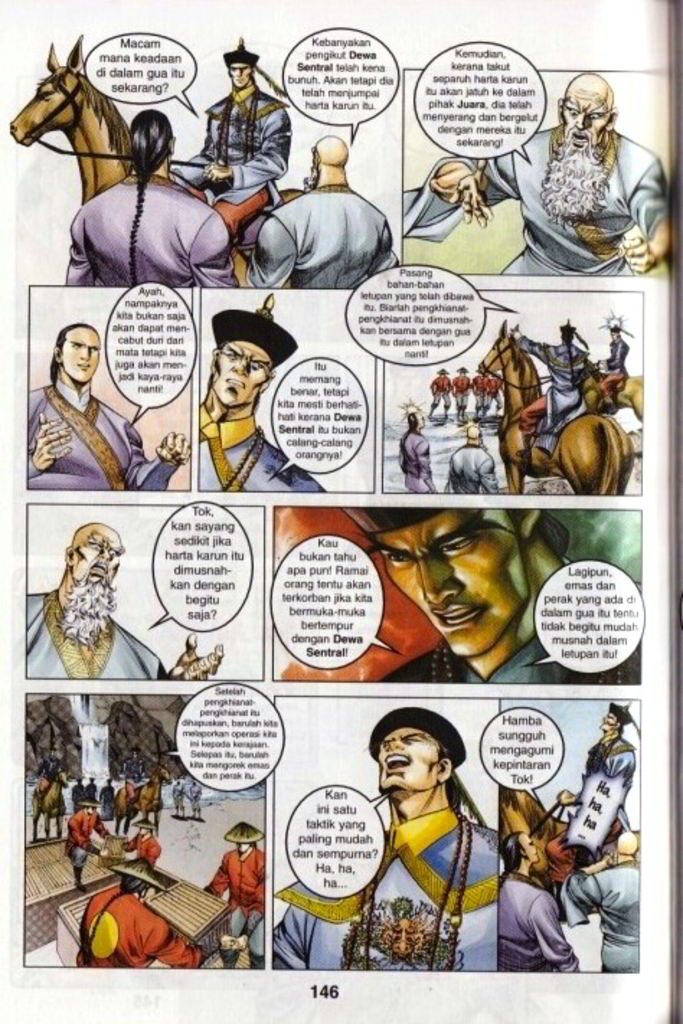 Macam
mana keadaan
di dalam gua itu
sekarang?
Kebanyakan
pengikut Dewa
Sentral telah kena
bunuh. Akan tetapi dia
telah menjumpai
harta karun itu.
Kemudian,
kerana takut
separuh harta karun
itu akan jatuh ke dalam
pihak Juara, dia telah
menyerang dan bergelut
dengan mereka itu
sekarang!
Ayah,
nampaknya
kita bukan saja
akan dapat men-
cabut duri dari
mata tetapi kita
juga akan men-
jadi kaya-raya
nanti!
Itu
memang
benar, tetapi
kita mesti berhati-
hati kerana Dewa
Sentral itu bukan
calang-calang
orangnya!
Pasang
bahan-bahan
letupan yang telah dibawa
itu. Biarlah pengkhianat-
pengkhianat itu dimusnah-
kan bersama dengan gua
itu dalam letupan
nanti!
Tok,
kan sayang
sedikit jika
harta karun itu
dimusnah-
kan dengan
begitu
saja?
Kau
bukan tahu
apa pun! Ramai
orang tentu akan
terkorban jika kita
bermuka-muka
bertempur
dengan Dewa
Sentral!
Lagipun,
emas dan
perak yang ada di
dalam gua itu tentu
tidak begitu mudah
musnah dalam
letupan itu!
Setelah
pengkhianat-
pengkhianat itu
dihapuskan, barulah kita
melaporkan operasi kita
ini kepada kerajaan.
Selepas itu, barulah
kita mengorek emas
dan perak itu.
Kan
ini satu
taktik yang
paling mudah
dan sempurna?
Ha, ha,
ha...
Hamba
sungguh
mengagumi
kepintaran
Tok!
Ha,
ha,
ha
...
146